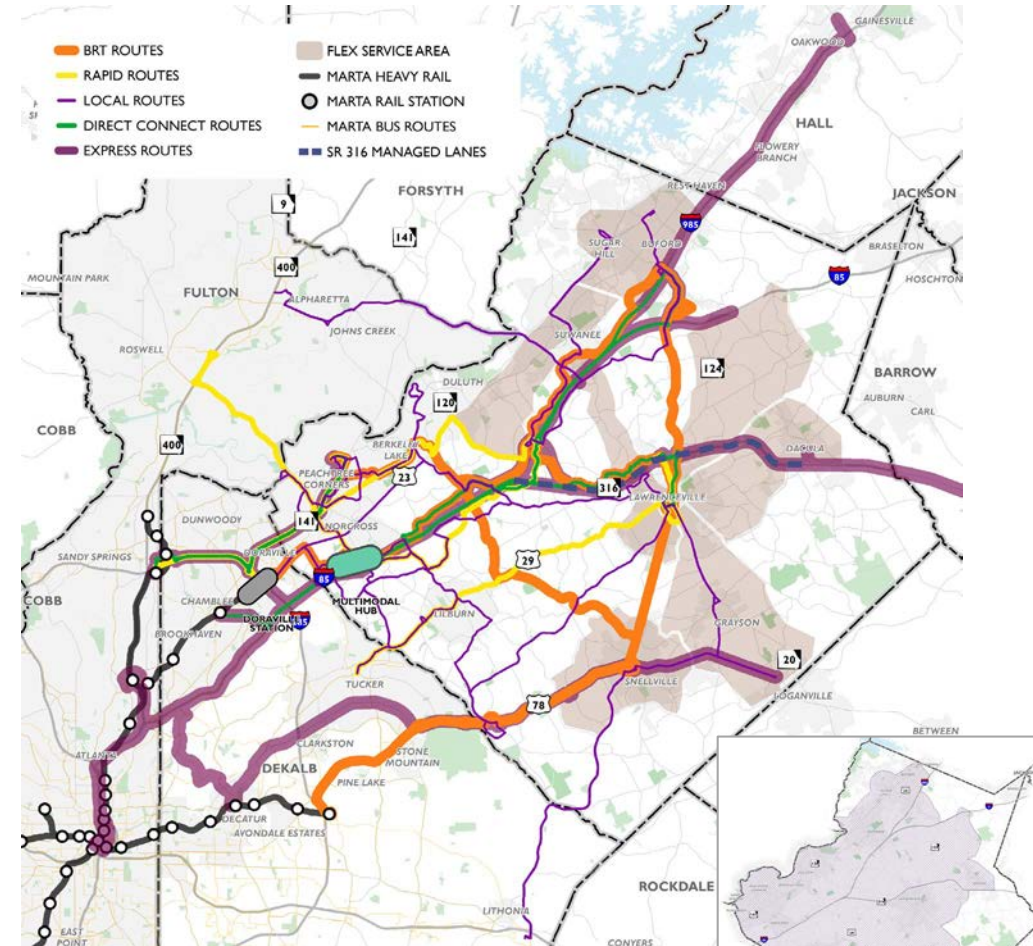 BRT ROUTES
RAPID ROUTES
LOCAL ROUTES
DIRECT CONNECT ROUTES
EXPRESS ROUTES
FLEX SERVICE AREA
MARTA HEAVY RAIL
MARTA RAIL STATION
MARTA BUS ROUTES
SR 316 MANAGED LANES
GAINESVILLE
OAKWOOD
HALL
FLOWERY
BRANCH
FORSYTH
REST HAVEN
JACKSON
9
141
985
SUGAR
HILL
BUFORD
BRASELTON
400
85
HOSCHTON
MOUNTAIN PARK
FULTON
ALPHARETTA
JOHNS CREEK
ROSWELL
SUWANEE
DULUTH
124
120
BARROW
AUBURN
CARL
COBB
400
BERKELEY
LAKE
DACULA
PEACHTREE
CORNERS
23
316
LAWRENCEVILLE
DUNWOODY
141
NORCROSS
SANDY SPRINGS
DORAVILLE
29
85
COBB
CHAMBLEE
MULTIMODAL
HUB
DORAVILLE
STATION
LILBURN
BROOKHAVEN
GRAYSON
20
TUCKER
SNELLVILLE
LOGANVILLE
78
BETWEEN
ATLANTA
CLARKSTON
STONE
MOUNTAIN
DEKALB
PINE LAKE
DECATUR
AVONDALE ESTATES
ROCKDALE
LITHONIA
EAST
POINT
CONYERS